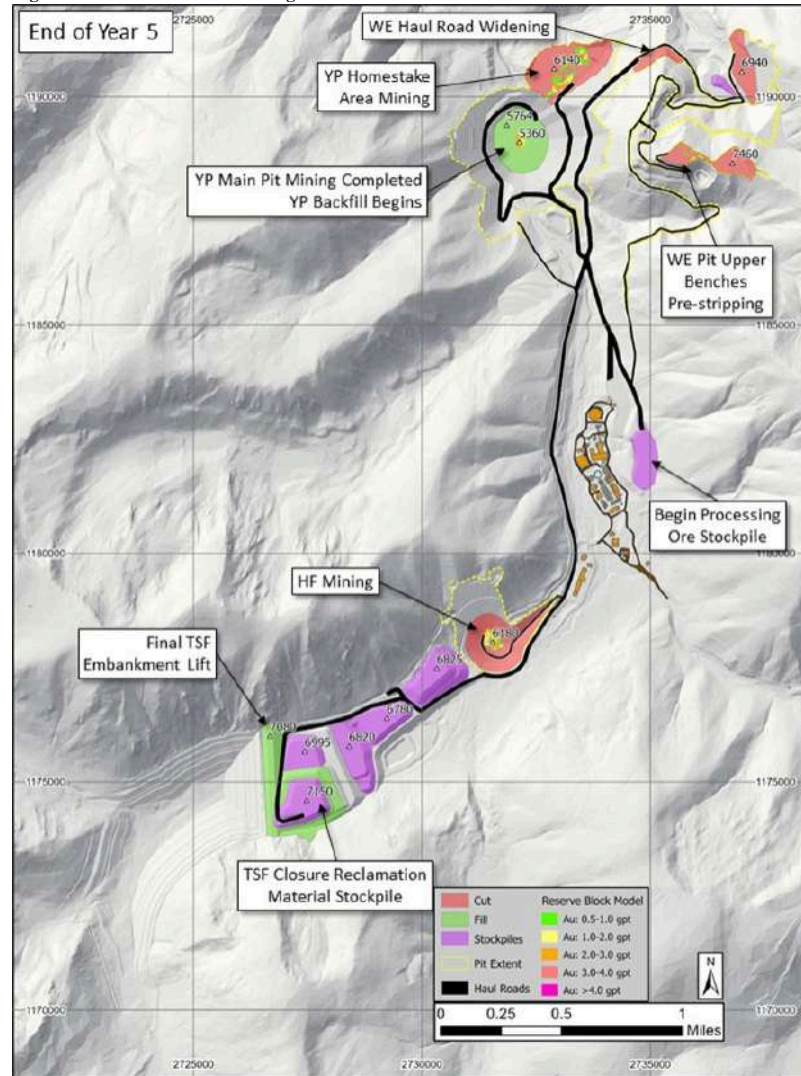 End of Year 5
2725000
2735000
WE Haul Road Widening
6940
6140
YP Homestake
Area Mining
1190000
1190000
5764
5360
7460
YP Main Pit Mining Completed
YP Backfill Begins
WE Pit Upper
Benches
Pre-stripping
1185000
1185000
Begin Processing
Ore Stockpile
1180000
1180000
HF Mining
6180
Final TSF
Embankment Lift
6825
6780
7080
6995
6820
7150
1175000
1175000
TSF Closure Reclamation
Material Stockpile
Cut
Fill
Stockpiles
Pit Extent
Haul Roads
Reserve Block Model
Au: 0.5-1.0 gpt
Au: 1.0-2.0 gpt
Au: 2.0-3.0 gpt
Au: 3.0-4.0 gpt
Au: >4.0 gpt
N
0 0.25 0.5 1
Miles
1170000
1170000
2725000
2730000
2735000